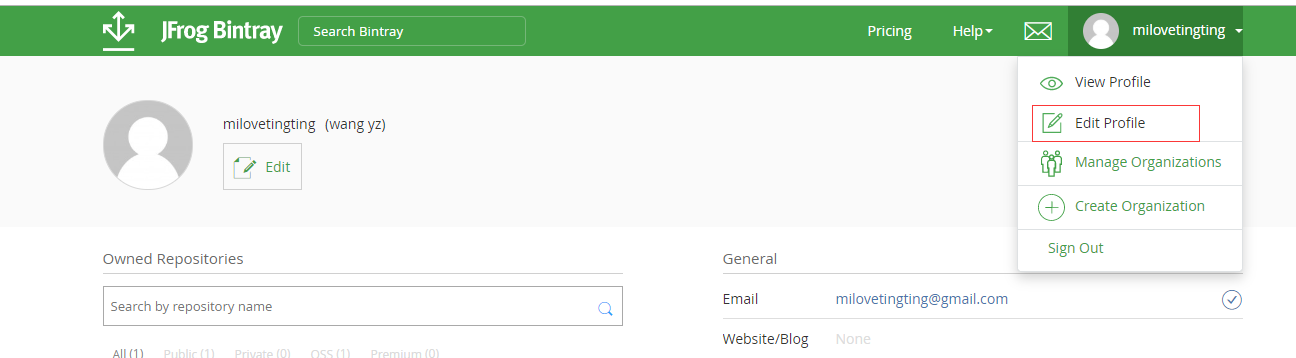 JFrog Bintray
Search Bintray
Pricing
Help
milovetingting
View Profile
Edit Profile
Manage Organizations
Create Organization
Sign Out
milovetingting (wang yz)
Edit
Owned Repositories
Search by repository name
All (1) Public (1) Private (0) OSS (1) Premium (0)
General
Email milovetingting@gmail.com
Website/Blog None